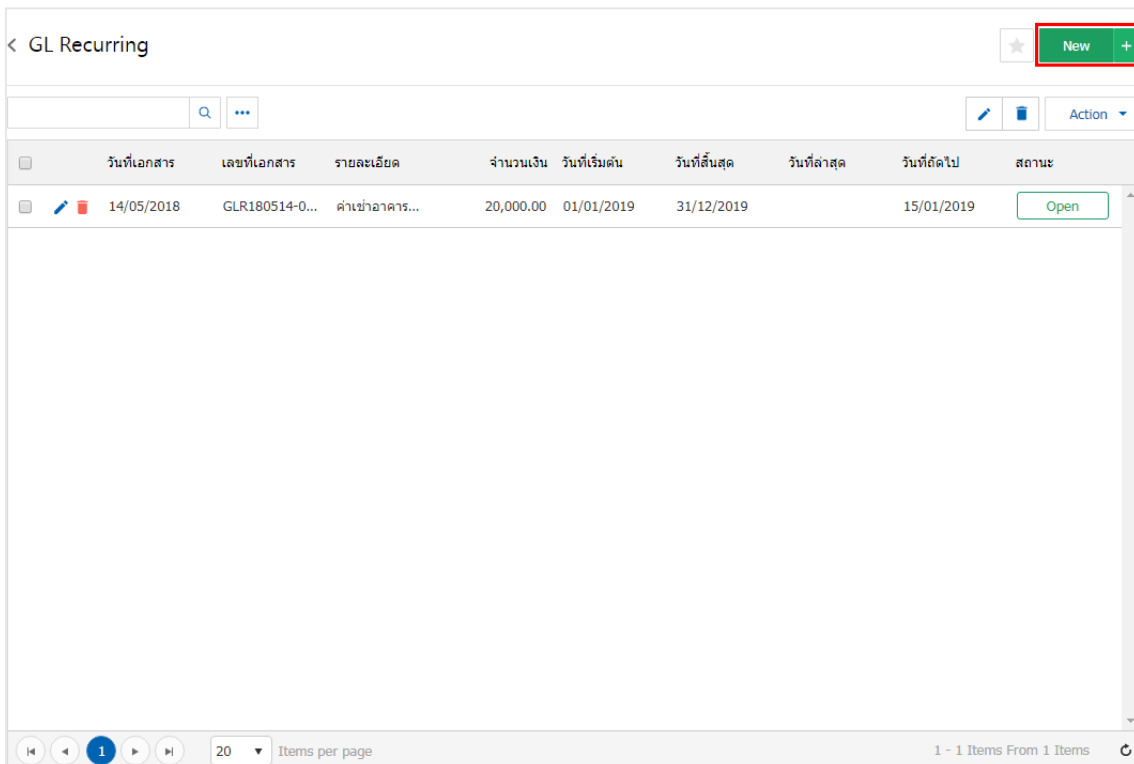 GL Recurring
New +
Action
วันที่เอกสาร เลขที่เอกสาร รายละเอียด จำนวนเงิน วันที่เริ่มต้น วันที่สิ้นสุด วันที่ล่าสุด วันที่ถัดไป สถานะ
14/05/2018 GLR180514-0... ค่าเช่าอาคาร... 20,000.00 01/01/2019 31/12/2019 15/01/2019 Open
1 20 Items per page 1 - 1 Items From 1 Items